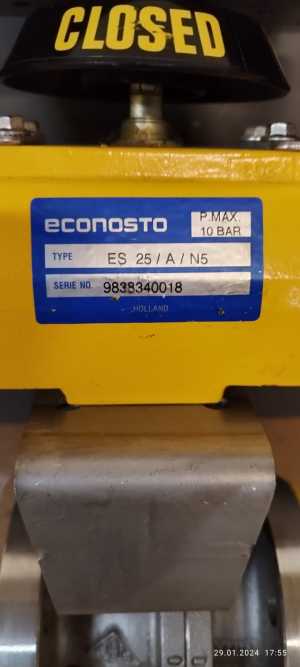 CLOSED
econosto
P.MAX.
10 BAR
TYPE
ES 25/A/N5
SERIE NO.
9838340018
HOLLAND
29.01.2024 17:55